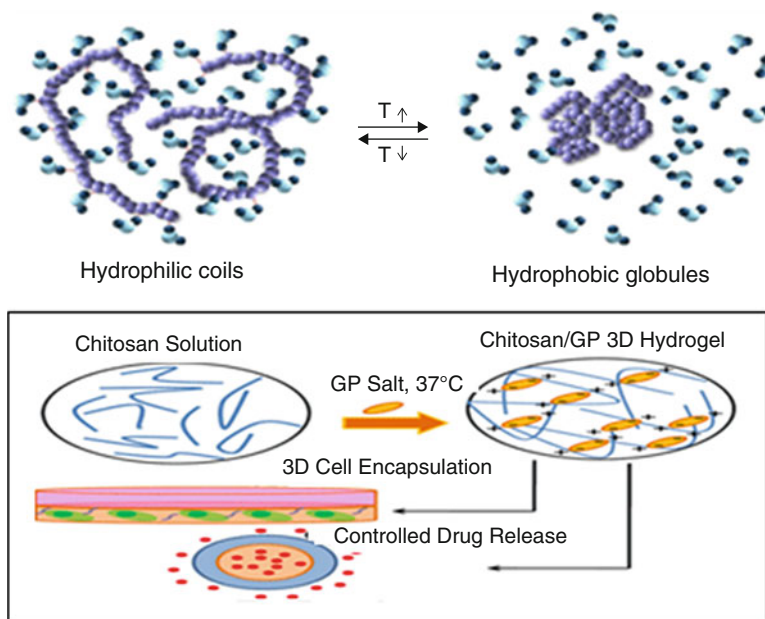 T ↑
T ↓
Hydrophilic coils
Hydrophobic globules
Chitosan Solution
Chitosan/GP 3D Hydrogel
GP Salt, 37°C
3D Cell Encapsulation
Controlled Drug Release